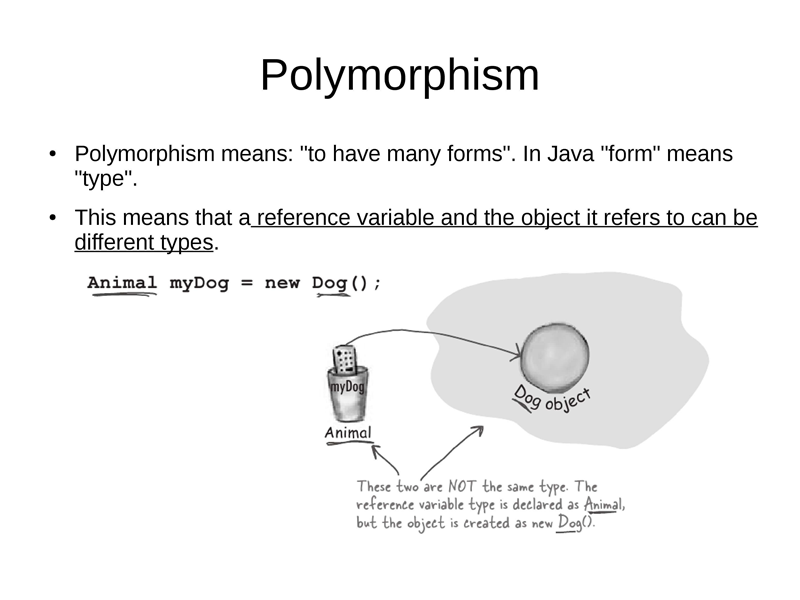 Polymorphism
• Polymorphism means: "to have many forms". In Java "form" means
"type".
• This means that a reference variable and the object it refers to can be
different types.
Animal myDog = new Dog();
myDog
Dog object
Animal
These two are NOT the same type. The
reference variable type is declared as Animal,
but the object is created as new Dog().